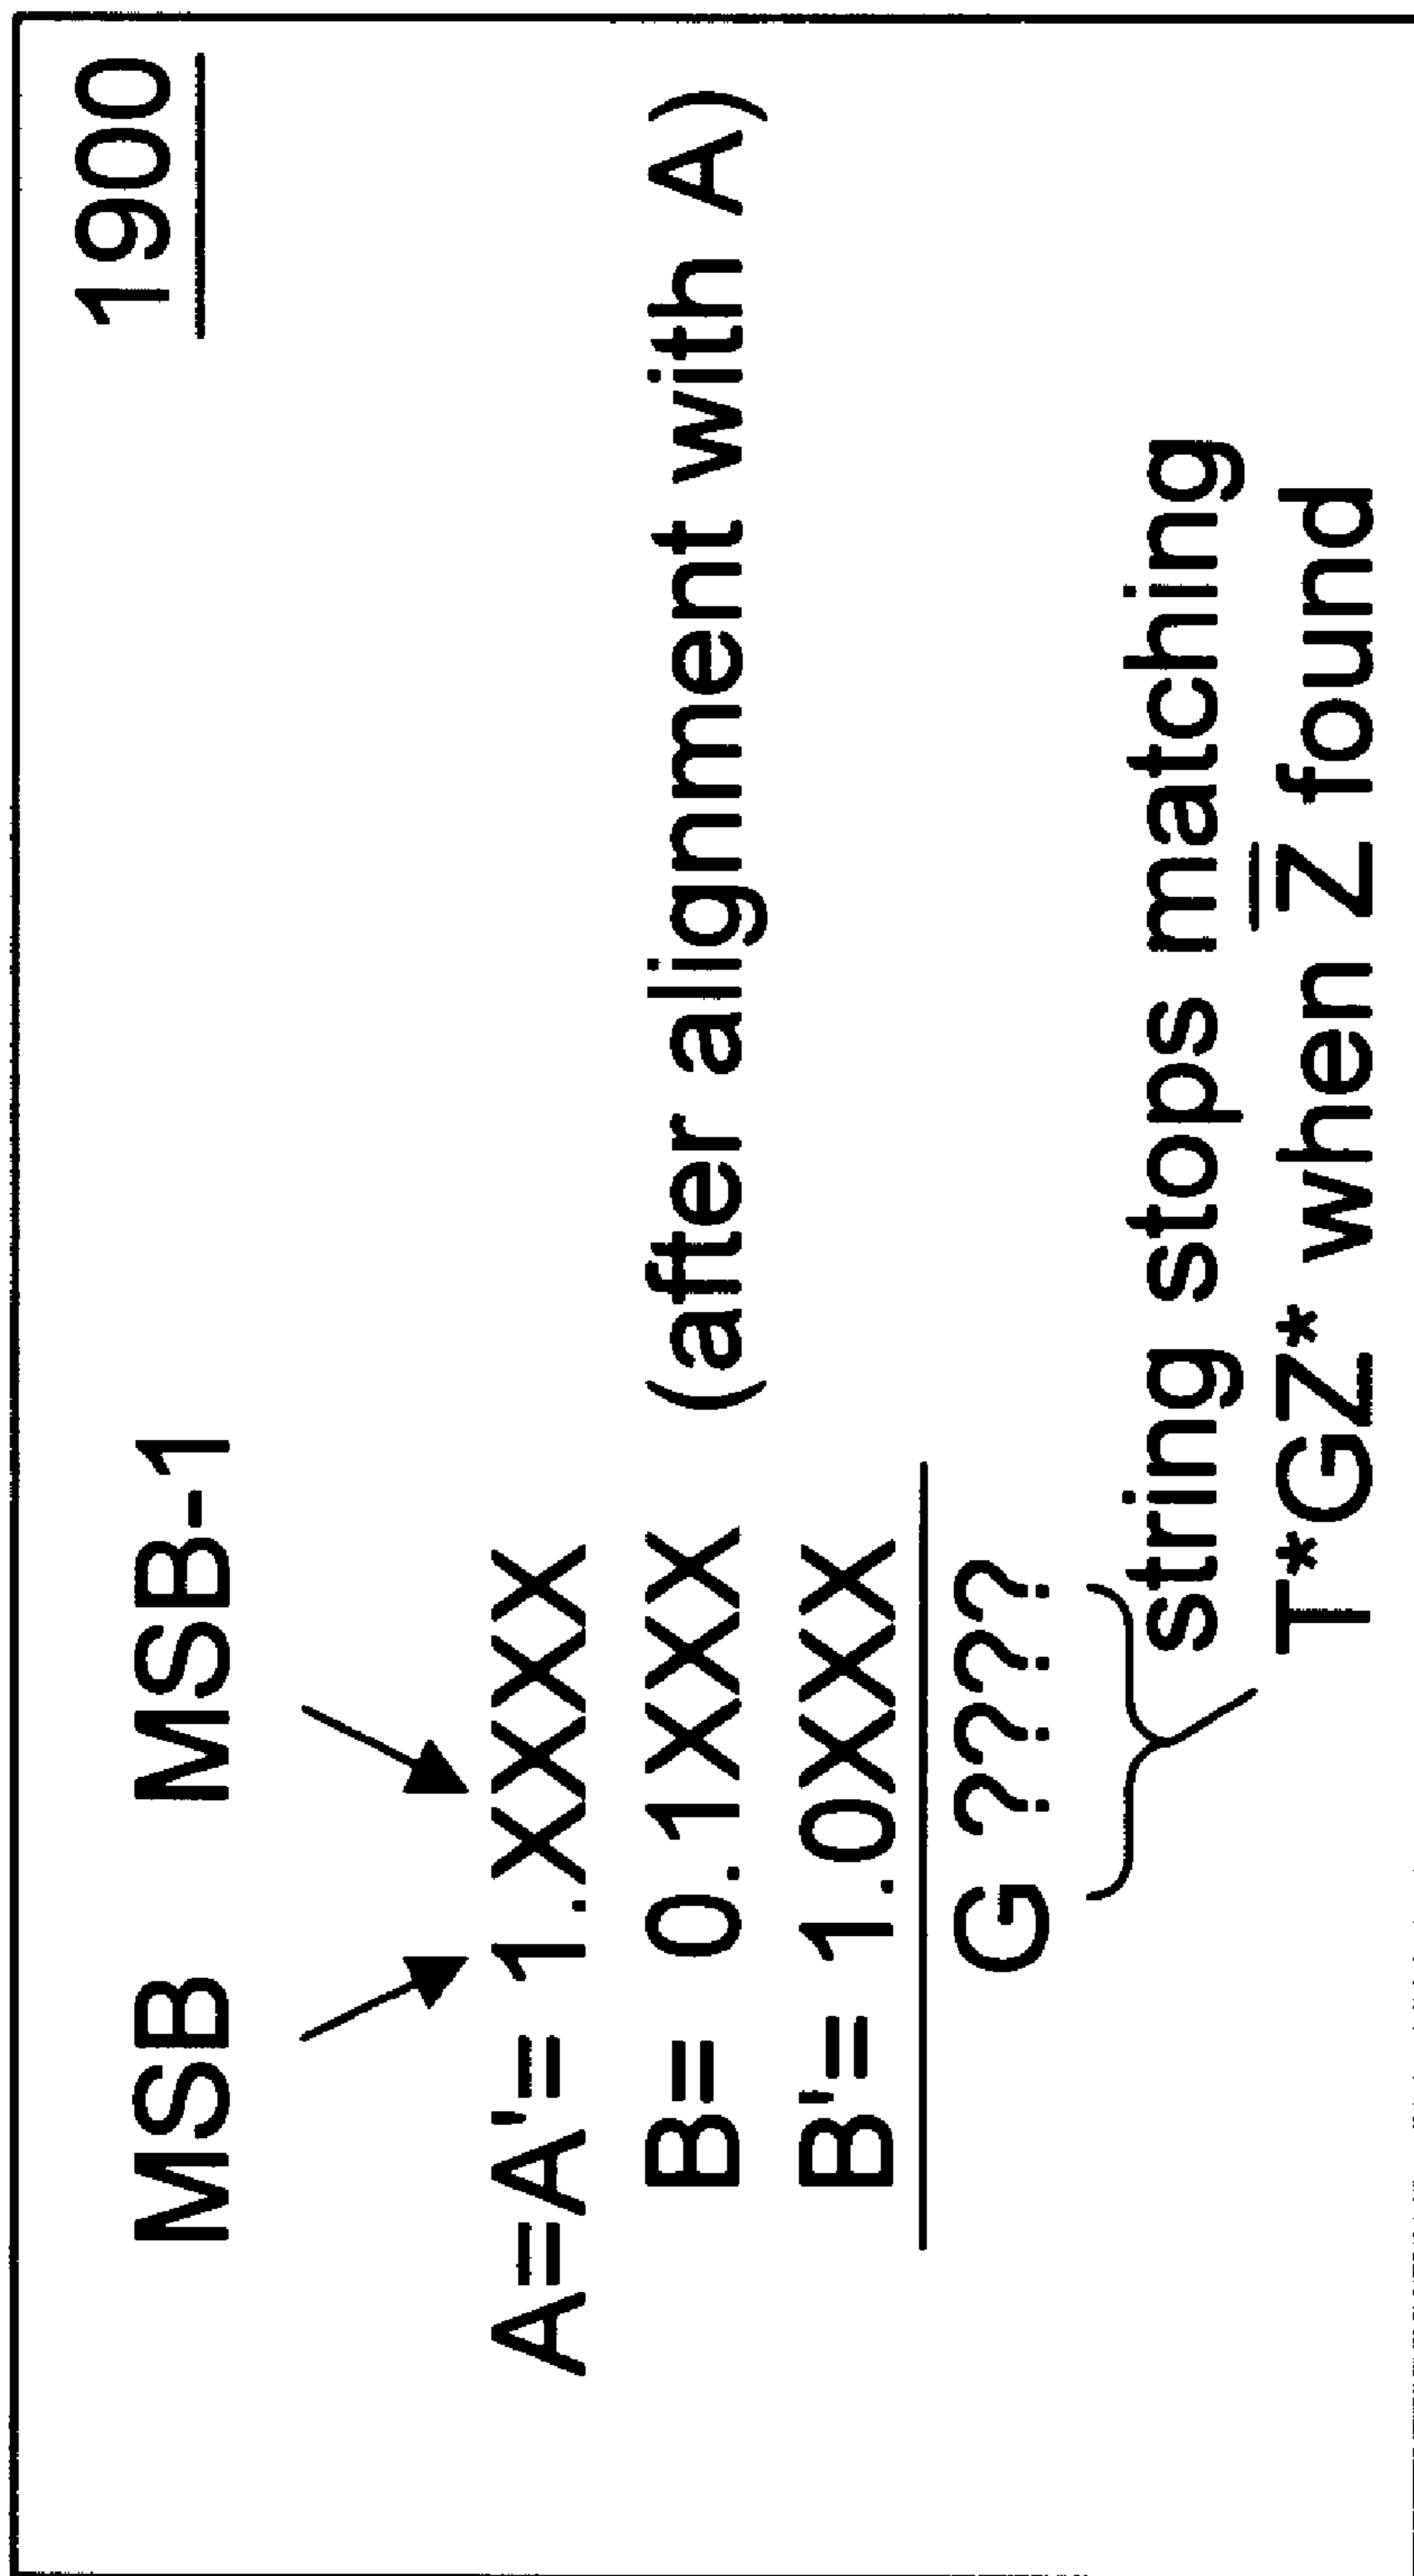 1900
MSB MSB-1
A=A'= 1.XXXX
B= 0.1XXX (after alignment with A)
B'= 1.0XXX
G ????
string stops matching
T*GZ* when Z̅ found